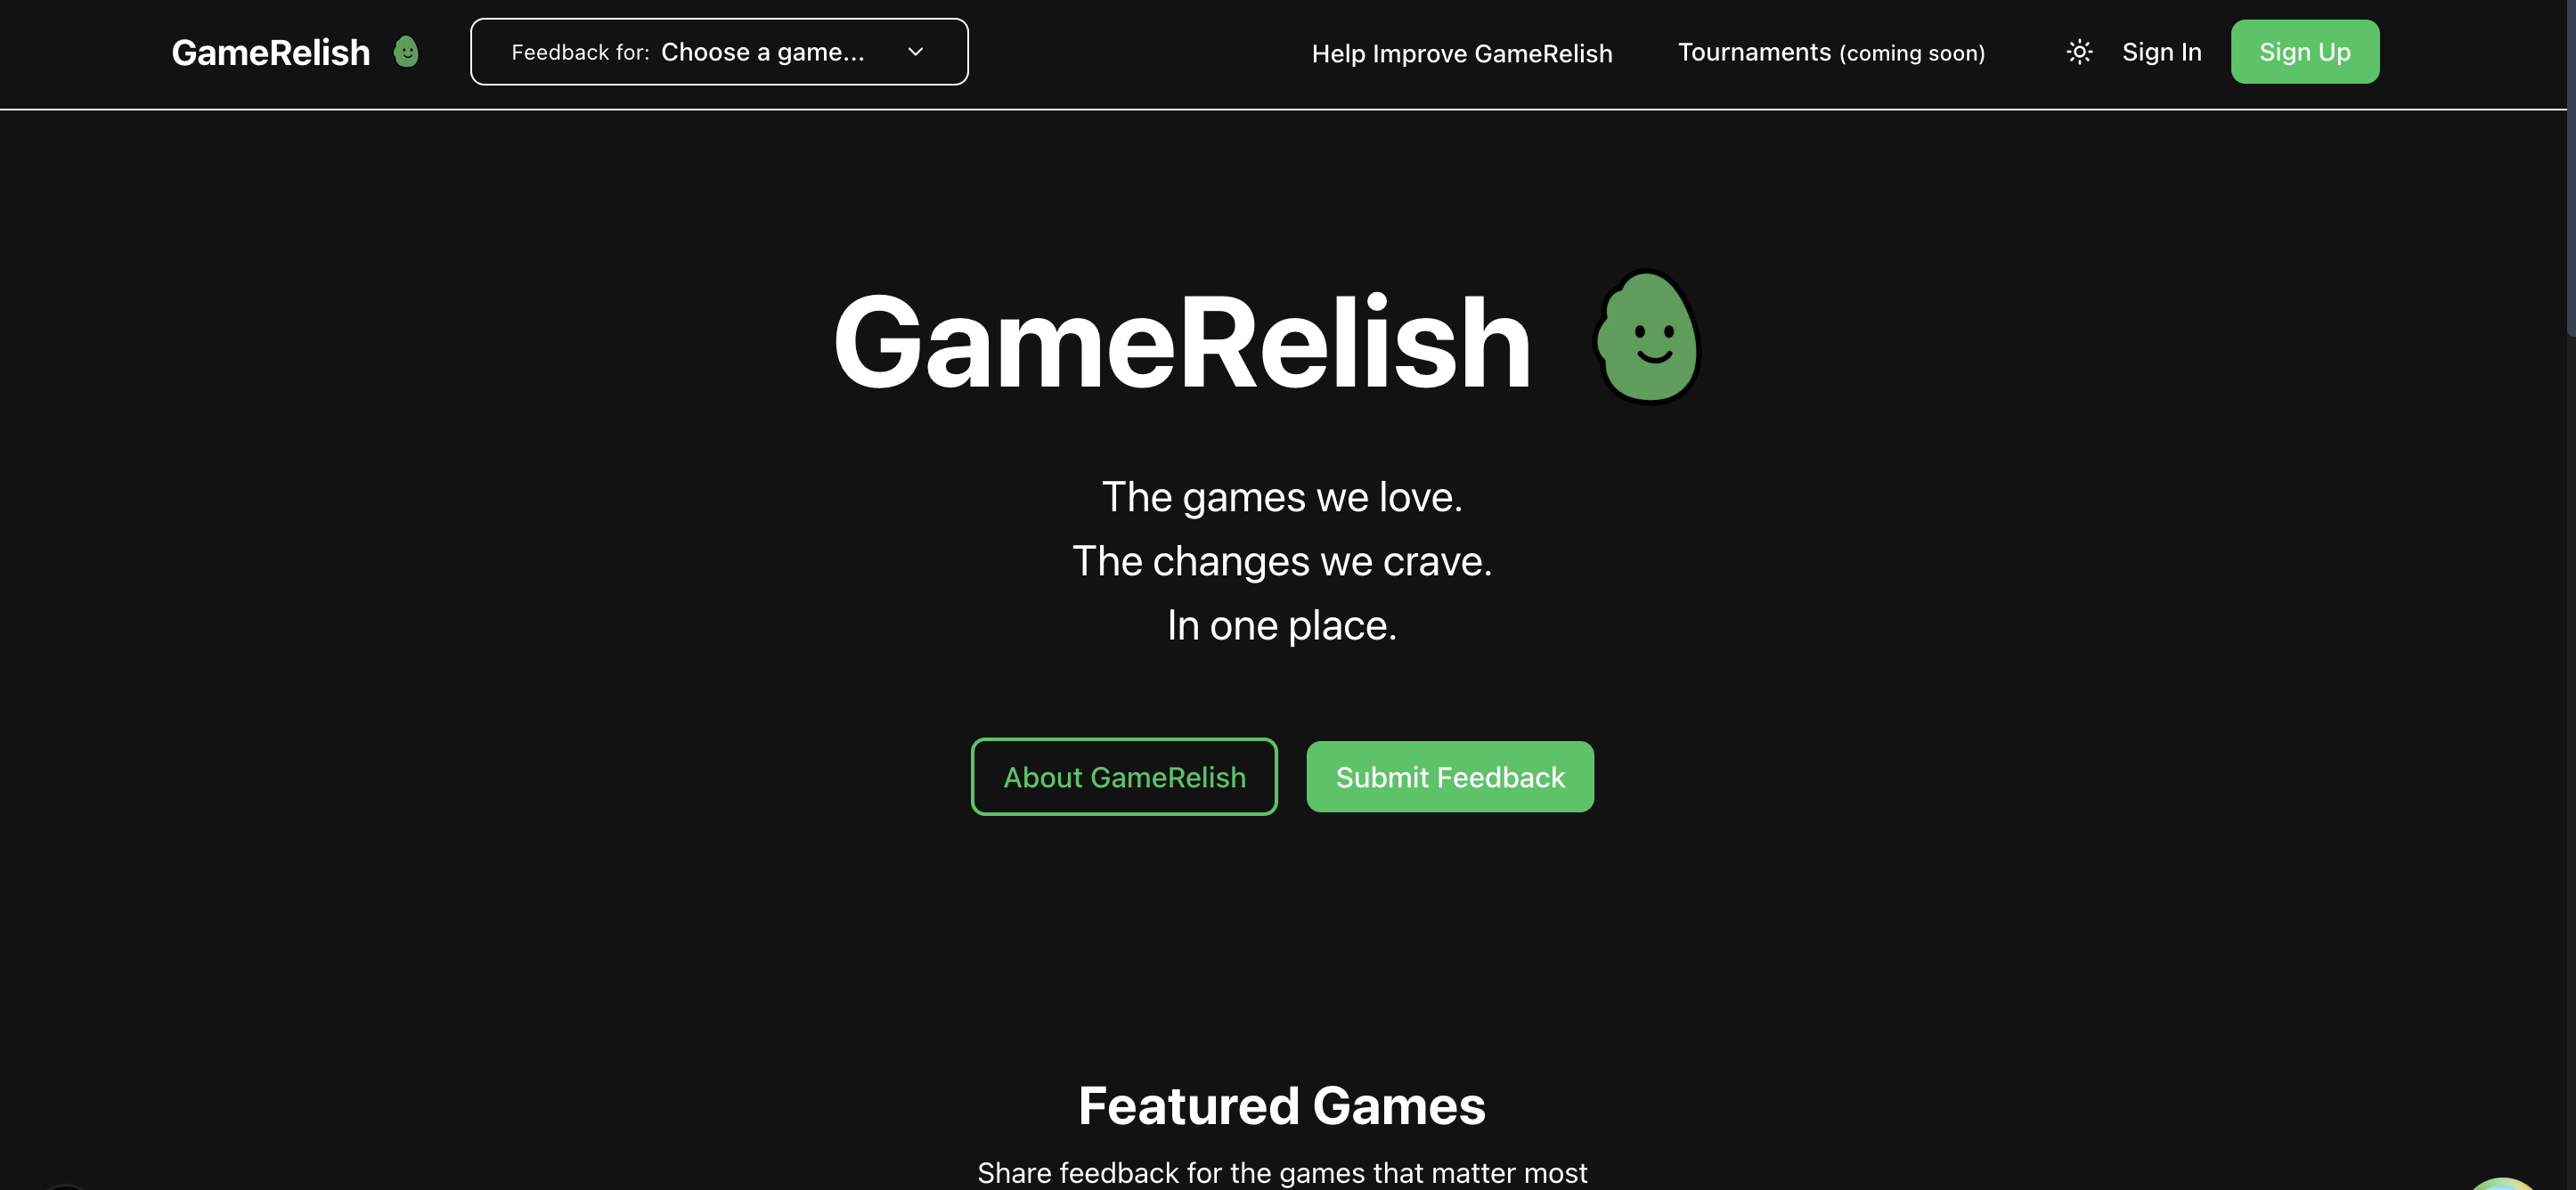 GameRelish
Feedback for: Choose a game...
Help Improve GameRelish
Tournaments (coming soon)
Sign In
Sign Up
GameRelish
The games we love.
The changes we crave.
In one place.
About GameRelish
Submit Feedback
Featured Games
Share feedback for the games that matter most